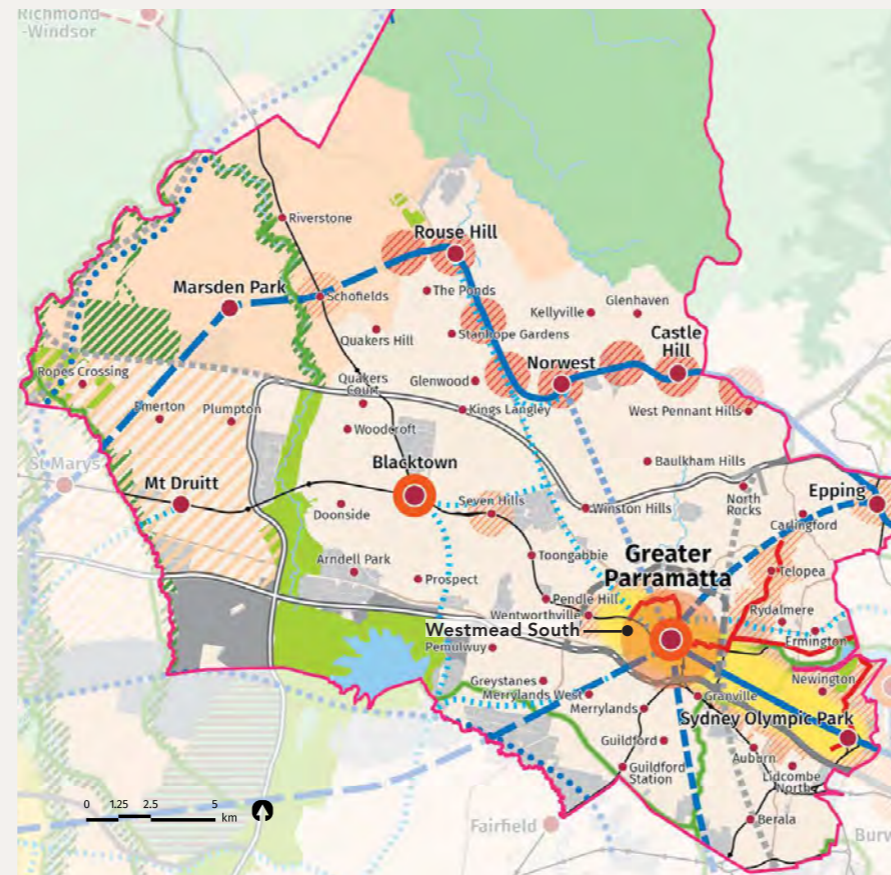 Richmond
-Windsor
Riverstone
Rouse Hill
Marsden Park
Schofields
The Ponds
Kellyville
Glenhaven
Quakers Hill
Stanhope Gardens
Castle
Hill
Norwest
Ropes Crossing
Quakers
Court
Glenwood
Emerton
Plumpton
Kings Langley
West Pennant Hills
Woodcroft
St Marys
Blacktown
Baulkham Hills
Mt Druitt
Seven Hills
North
Rocks
Epping
Doonside
Winston Hills
Carlingford
Toongabbie
Greater
Parramatta
Arndell Park
Prospect
Telopea
Pendle Hill
Rydalmere
Wentworthville
Westmead South
Ermington
Pemulwuy
Newington
Greystanes
Merrylands West
Granville
Merrylands
Sydney Olympic Park
Guildford
Auburn
Guildford
Station
Lidcombe
North
0 1.25 2.5 5
km
Fairfield
Berala
Burw